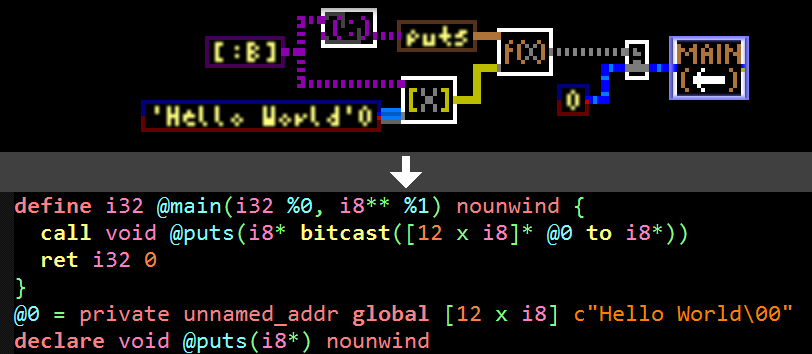 (:)
puts
[:B]
f(X)
MAIN
(←)
[X]
'Hello World'0
0
define i32 @main(i32 %0, i8** %1) nounwind {
call void @puts(i8* bitcast([12 x i8]* @0 to i8*))
ret i32 0
}
@0 = private unnamed_addr global [12 x i8] c"Hello World\00"
declare void @puts(i8*) nounwind